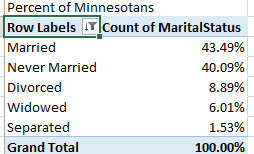 Percent of Minnesotans
Row Labels Count of MaritalStatus
Married 43.49%
Never Married 40.09%
Divorced 8.89%
Widowed 6.01%
Separated 1.53%
Grand Total 100.00%